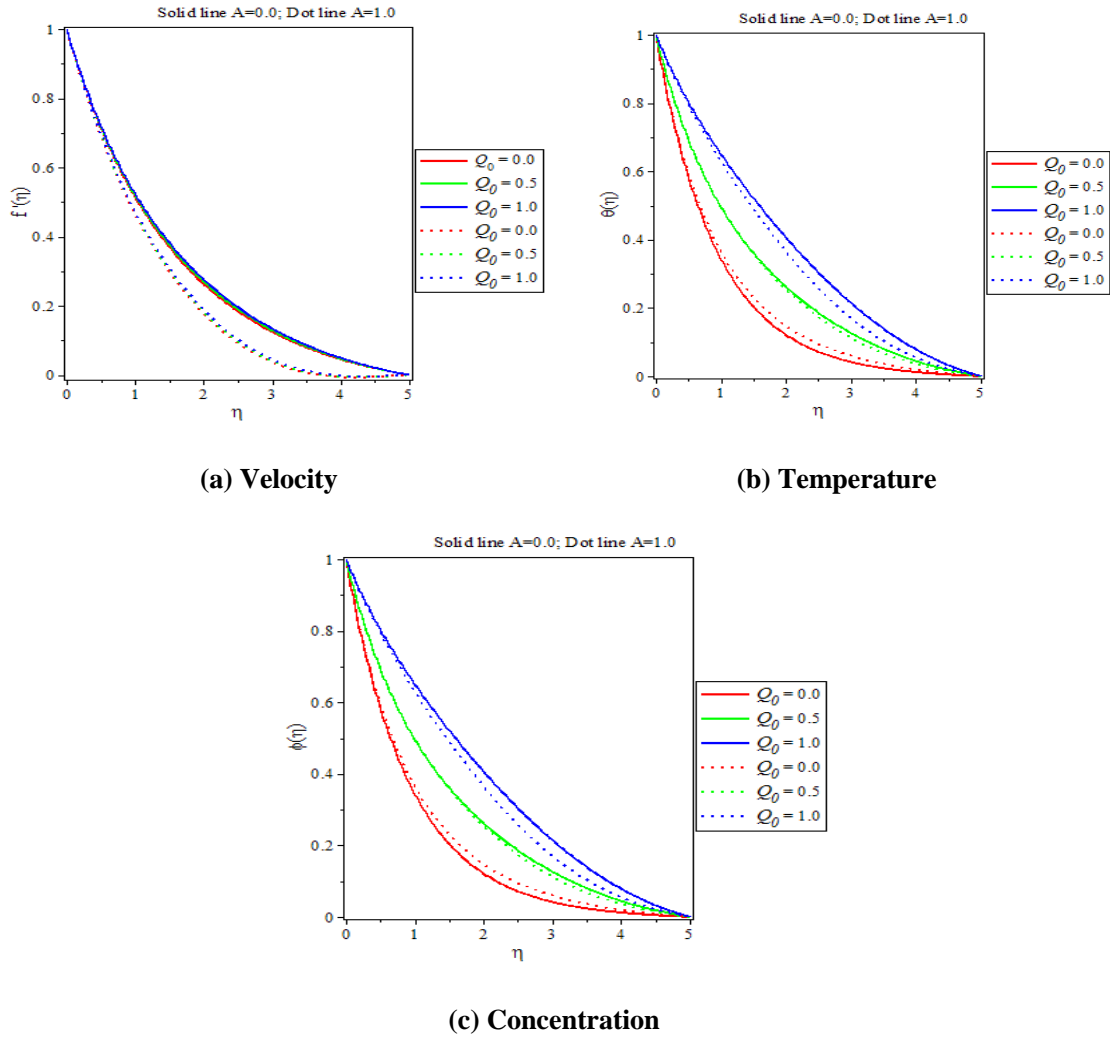 Solid line A=0.0; Dot line A=1.0
f '(η)
1
0.8
0.6
0.4
0.2
0
0 1 2 3 4 5
η
Q₀ = 0.0
Q₀ = 0.5
Q₀ = 1.0
Q₀ = 0.0
Q₀ = 0.5
Q₀ = 1.0
(a) Velocity
Solid line A=0.0; Dot line A=1.0
θ(η)
1
0.8
0.6
0.4
0.2
0
0 1 2 3 4 5
η
Q₀ = 0.0
Q₀ = 0.5
Q₀ = 1.0
Q₀ = 0.0
Q₀ = 0.5
Q₀ = 1.0
(b) Temperature
Solid line A=0.0; Dot line A=1.0
ϕ(η)
1
0.8
0.6
0.4
0.2
0
0 1 2 3 4 5
η
Q₀ = 0.0
Q₀ = 0.5
Q₀ = 1.0
Q₀ = 0.0
Q₀ = 0.5
Q₀ = 1.0
(c) Concentration